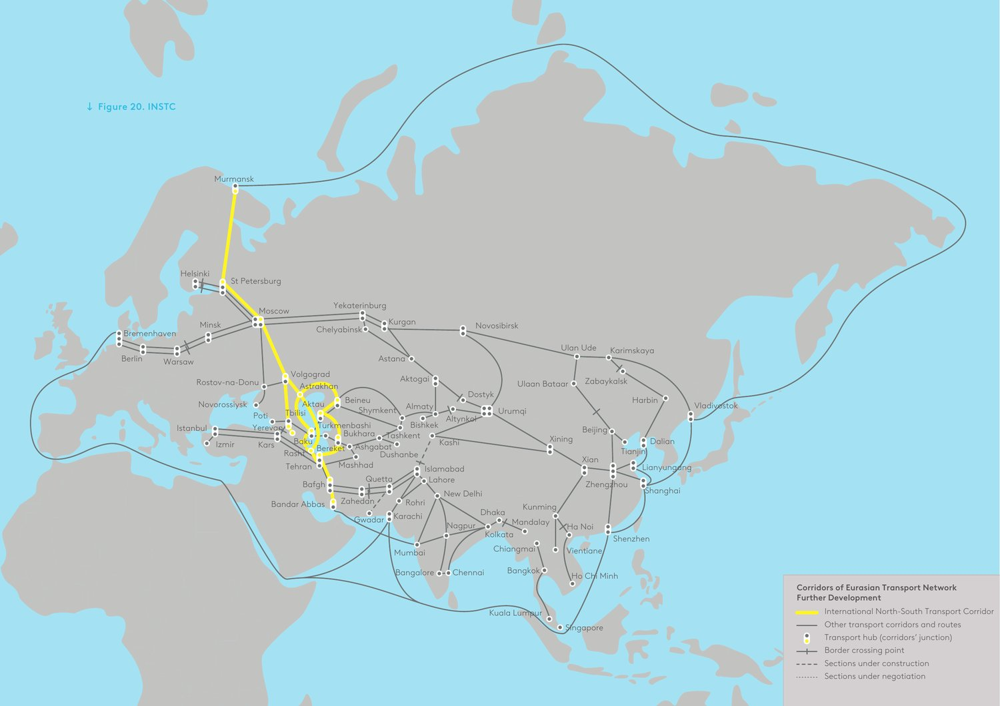 ↓ Figure 20. INSTC
Murmansk
Helsinki
St Petersburg
Moscow
Yekaterinburg
Chelyabinsk
Kurgan
Novosibirsk
Minsk
Bremenhaven
Berlin
Warsaw
Ulan Ude
Karimskaya
Astana
Volgograd
Aktogai
Rostov-na-Donu
Astrakhan
Ulaan Bataar
Zabaykalsk
Dostyk
Novorossiysk
Aktau
Beineu
Harbin
Tbilisi
Shymkent
Almaty
Urumqi
Vladivostok
Poti
Altynkol
Istanbul
Yerevan
Turkmenbashi
Bishkek
Bukhara
Tashkent
Beijing
Izmir
Kars
Baku
Kashi
Xining
Dalian
Rasht
Bereket
Ashgabat
Dushanbe
Tianjin
Tehran
Mashhad
Xian
Islamabad
Lianyungang
Bafgh
Quetta
Lahore
Zhengzhou
Shanghai
Bandar Abbas
Zahedan
Rohri
New Delhi
Gwadar
Karachi
Dhaka
Kunming
Nagpur
Mandalay
Ha Noi
Kolkata
Mumbai
Chiangmai
Vientiane
Shenzhen
Bangalore
Chennai
Bangkok
Ho Chi Minh
Kuala Lumpur
Singapore
Corridors of Eurasian Transport Network
Further Development
International North-South Transport Corridor
Other transport corridors and routes
Transport hub (corridors’ junction)
Border crossing point
Sections under construction
Sections under negotiation